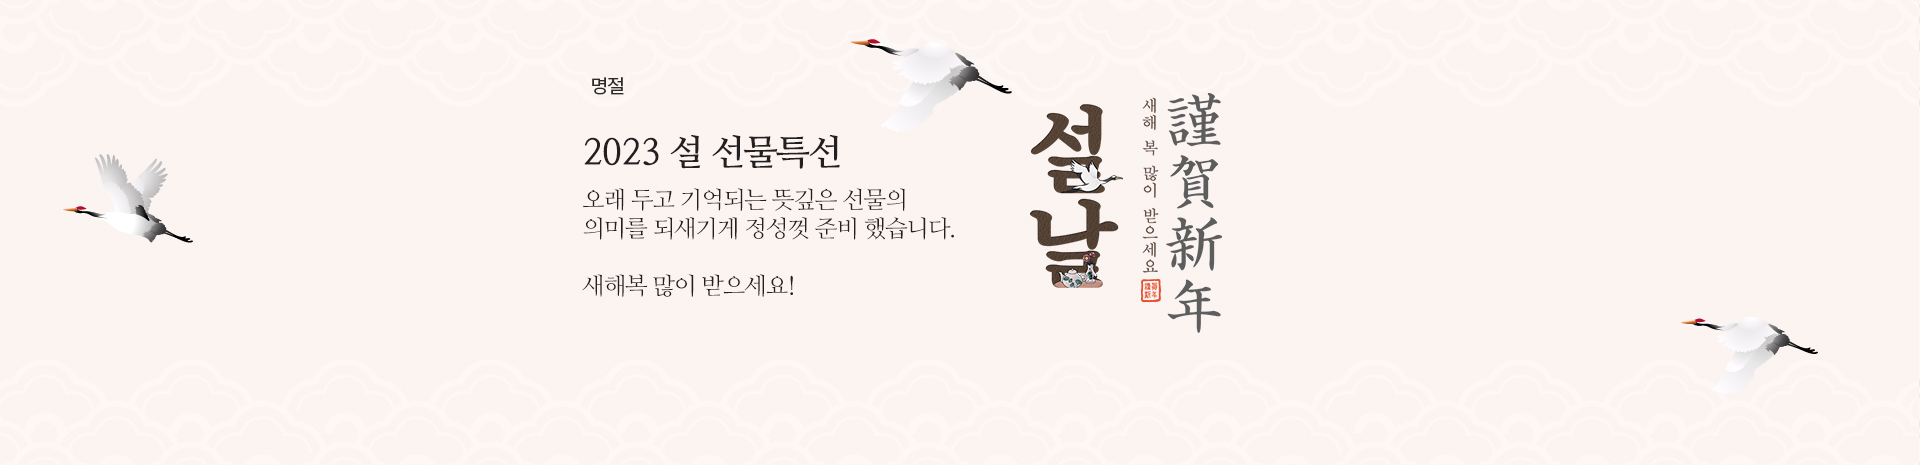 명절
2023 설 선물특선
오래 두고 기억되는 뜻깊은 선물의
의미를 되새기게 정성껏 준비 했습니다.
새해복 많이 받으세요!
설날
새해 복 많이 받으세요
謹賀新年